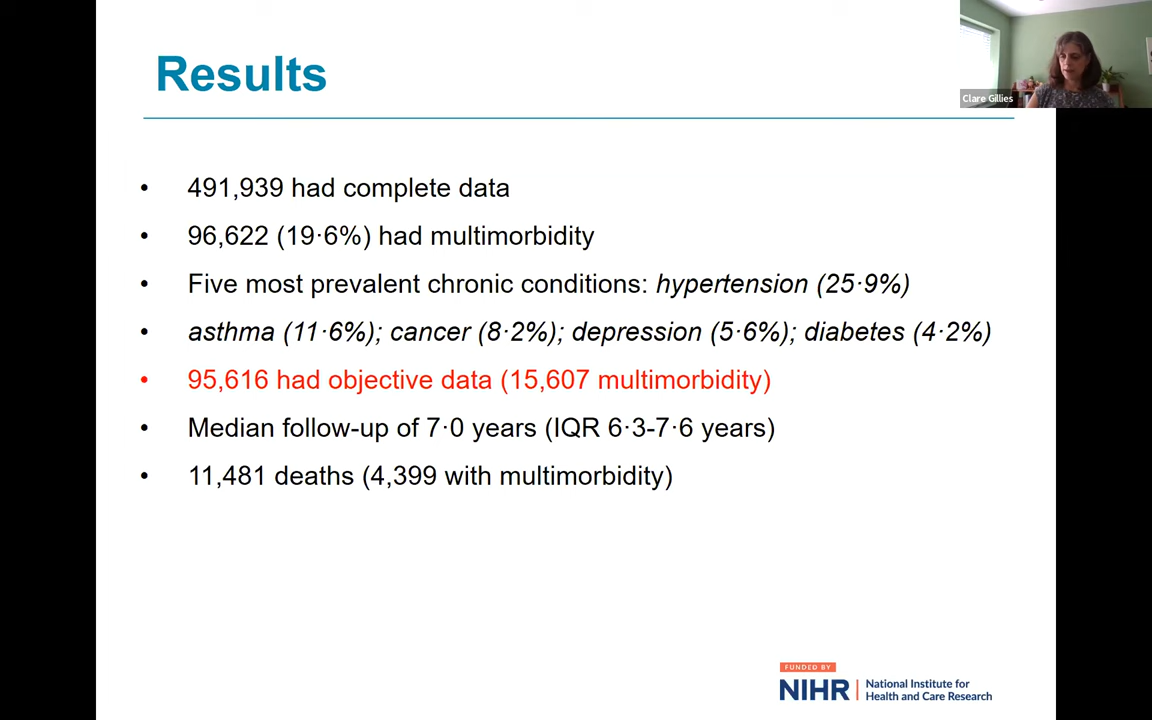 Results
Clare Gillies
• 491,939 had complete data
• 96,622 (19·6%) had multimorbidity
• Five most prevalent chronic conditions: hypertension (25·9%)
• asthma (11·6%); cancer (8·2%); depression (5·6%); diabetes (4·2%)
• 95,616 had objective data (15,607 multimorbidity)
• Median follow-up of 7·0 years (IQR 6·3-7·6 years)
• 11,481 deaths (4,399 with multimorbidity)
FUNDED BY
NIHR | National Institute for
Health and Care Research